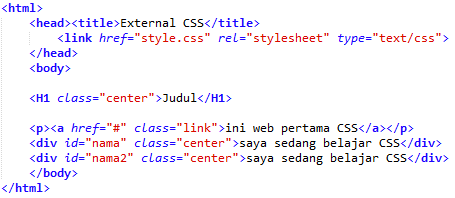 <html>
<head><title>External CSS</title>
<link href="style.css" rel="stylesheet" type="text/css">
</head>
<body>
<H1 class="center">Judul</H1>
<p><a href="#" class="link">ini web pertama CSS</a></p>
<div id="nama" class="center">saya sedang belajar CSS</div>
<div id="nama2" class="center">saya sedang belajar CSS</div>
</body>
</html>